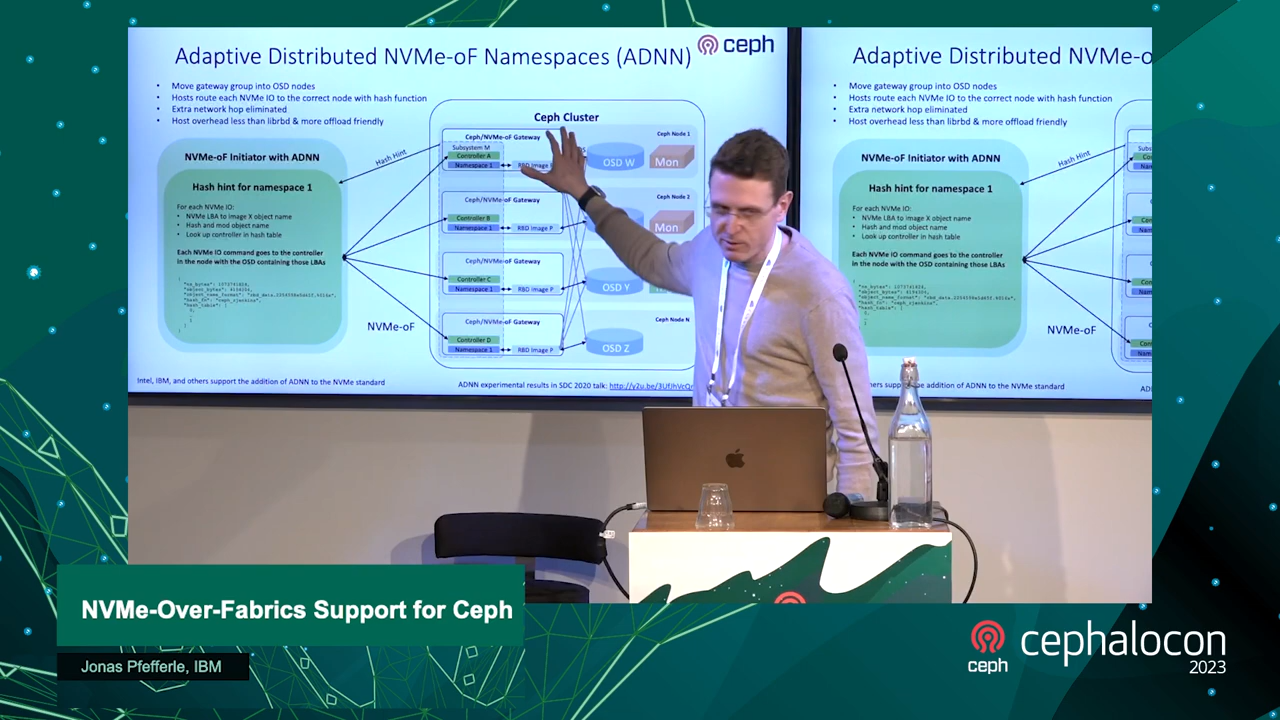 Adaptive Distributed NVMe-oF Namespaces (ADNN)
ceph
• Move gateway group into OSD nodes
• Hosts route each NVMe IO to the correct node with hash function
• Extra network hop eliminated
• Host overhead less than librbd & more offload friendly
NVMe-oF Initiator with ADNN
Hash hint for namespace 1
For each NVMe IO:
• NVMe LBA to image X object name
• Hash and mod object name
• Look up controller in hash table
Each NVMe IO command goes to the controller
in the node with the OSD containing those LBAs
Hash Hint
NVMe-oF
Ceph Cluster
Ceph/NVMe-oF Gateway
Subsystem M
Controller A
Namespace 1
RBD Image
OSD W
Mon
Ceph Node 1
Ceph/NVMe-oF Gateway
Controller B
Namespace 1
RBD Image P
Mon
Ceph Node 2
Ceph/NVMe-oF Gateway
Controller C
Namespace 1
RBD Image P
OSD Y
Ceph/NVMe-oF Gateway
Controller D
Namespace 1
RBD Image P
OSD Z
Ceph Node N
Intel, IBM, and others support the addition of ADNN to the NVMe standard
ADNN experimental results in SDC 2020 talk:
Adaptive Distributed NVMe-o
• Move gateway group into OSD nodes
• Hosts route each NVMe IO to the correct node with hash function
• Extra network hop eliminated
• Host overhead less than librbd & more offload friendly
NVMe-oF Initiator with ADNN
Hash hint for namespace 1
For each NVMe IO:
• NVMe LBA to image X object name
• Hash and mod object name
• Look up controller in hash table
Each NVMe IO command goes to the controller
in the node with the OSD containing those LBAs
Hash Hint
NVMe-oF
addition of ADNN to the NVMe standard
NVMe-Over-Fabrics Support for Ceph
Jonas Pfefferle, IBM
ceph
cephalocon
2023